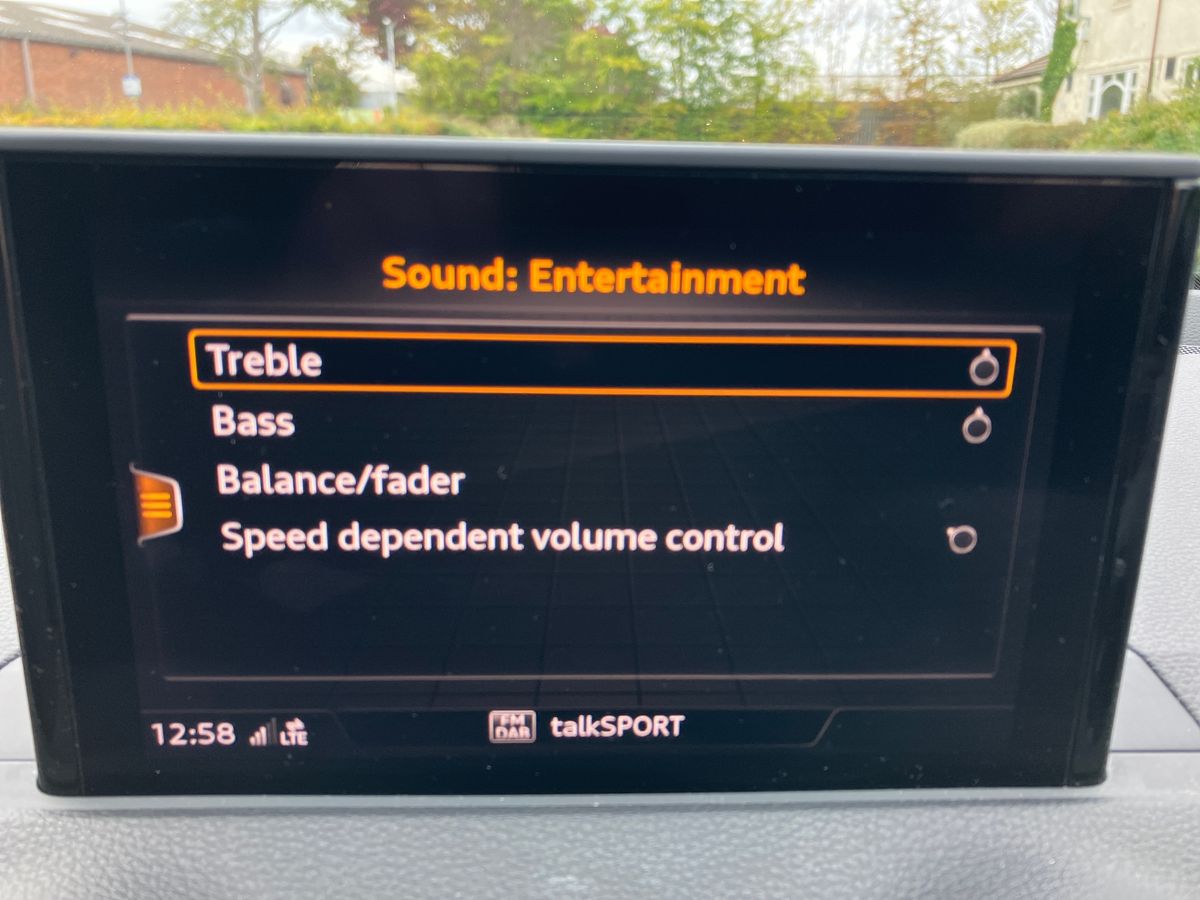 Sound: Entertainment
Treble
Bass
Balance/fader
Speed dependent volume control
12:58 LTE FM DAB talkSPORT